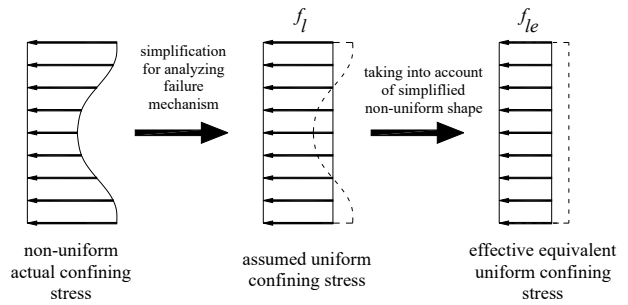 f_l
f_le
simplification
for analyzing
failure
mechanism
taking into account
of simpliflied
non-uniform shape
non-uniform
actual confining
stress
assumed uniform
confining stress
effective equivalent
uniform confining
stress